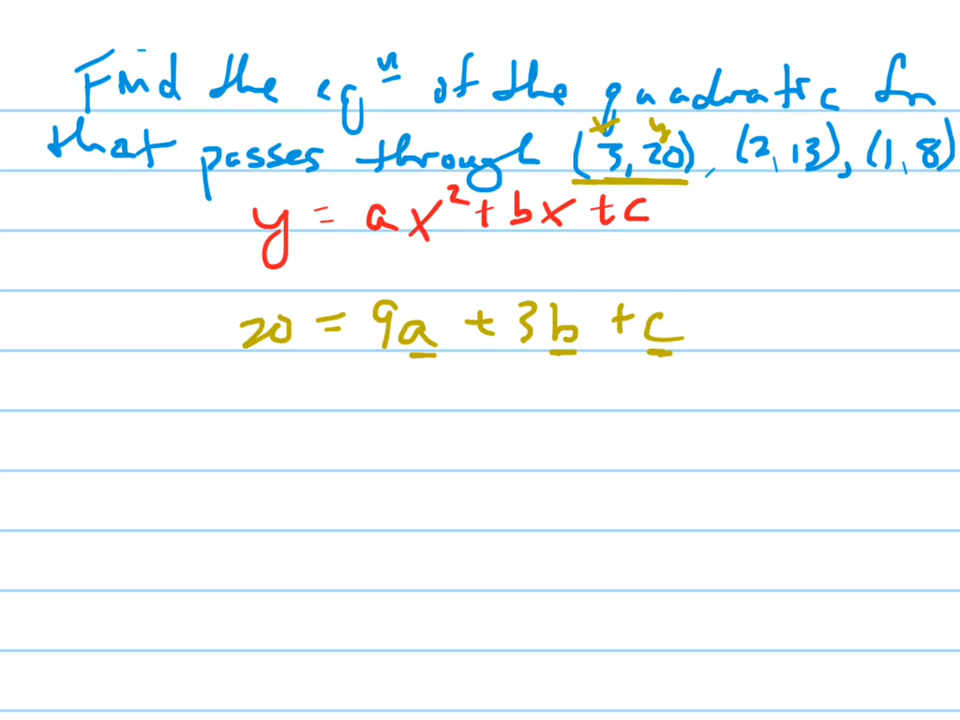 Find the eqⁿ of the quadratic fn
x y
that passes through (3, 20), (2, 13), (1, 8)
y = ax² + bx + c
20 = 9a + 3b + c